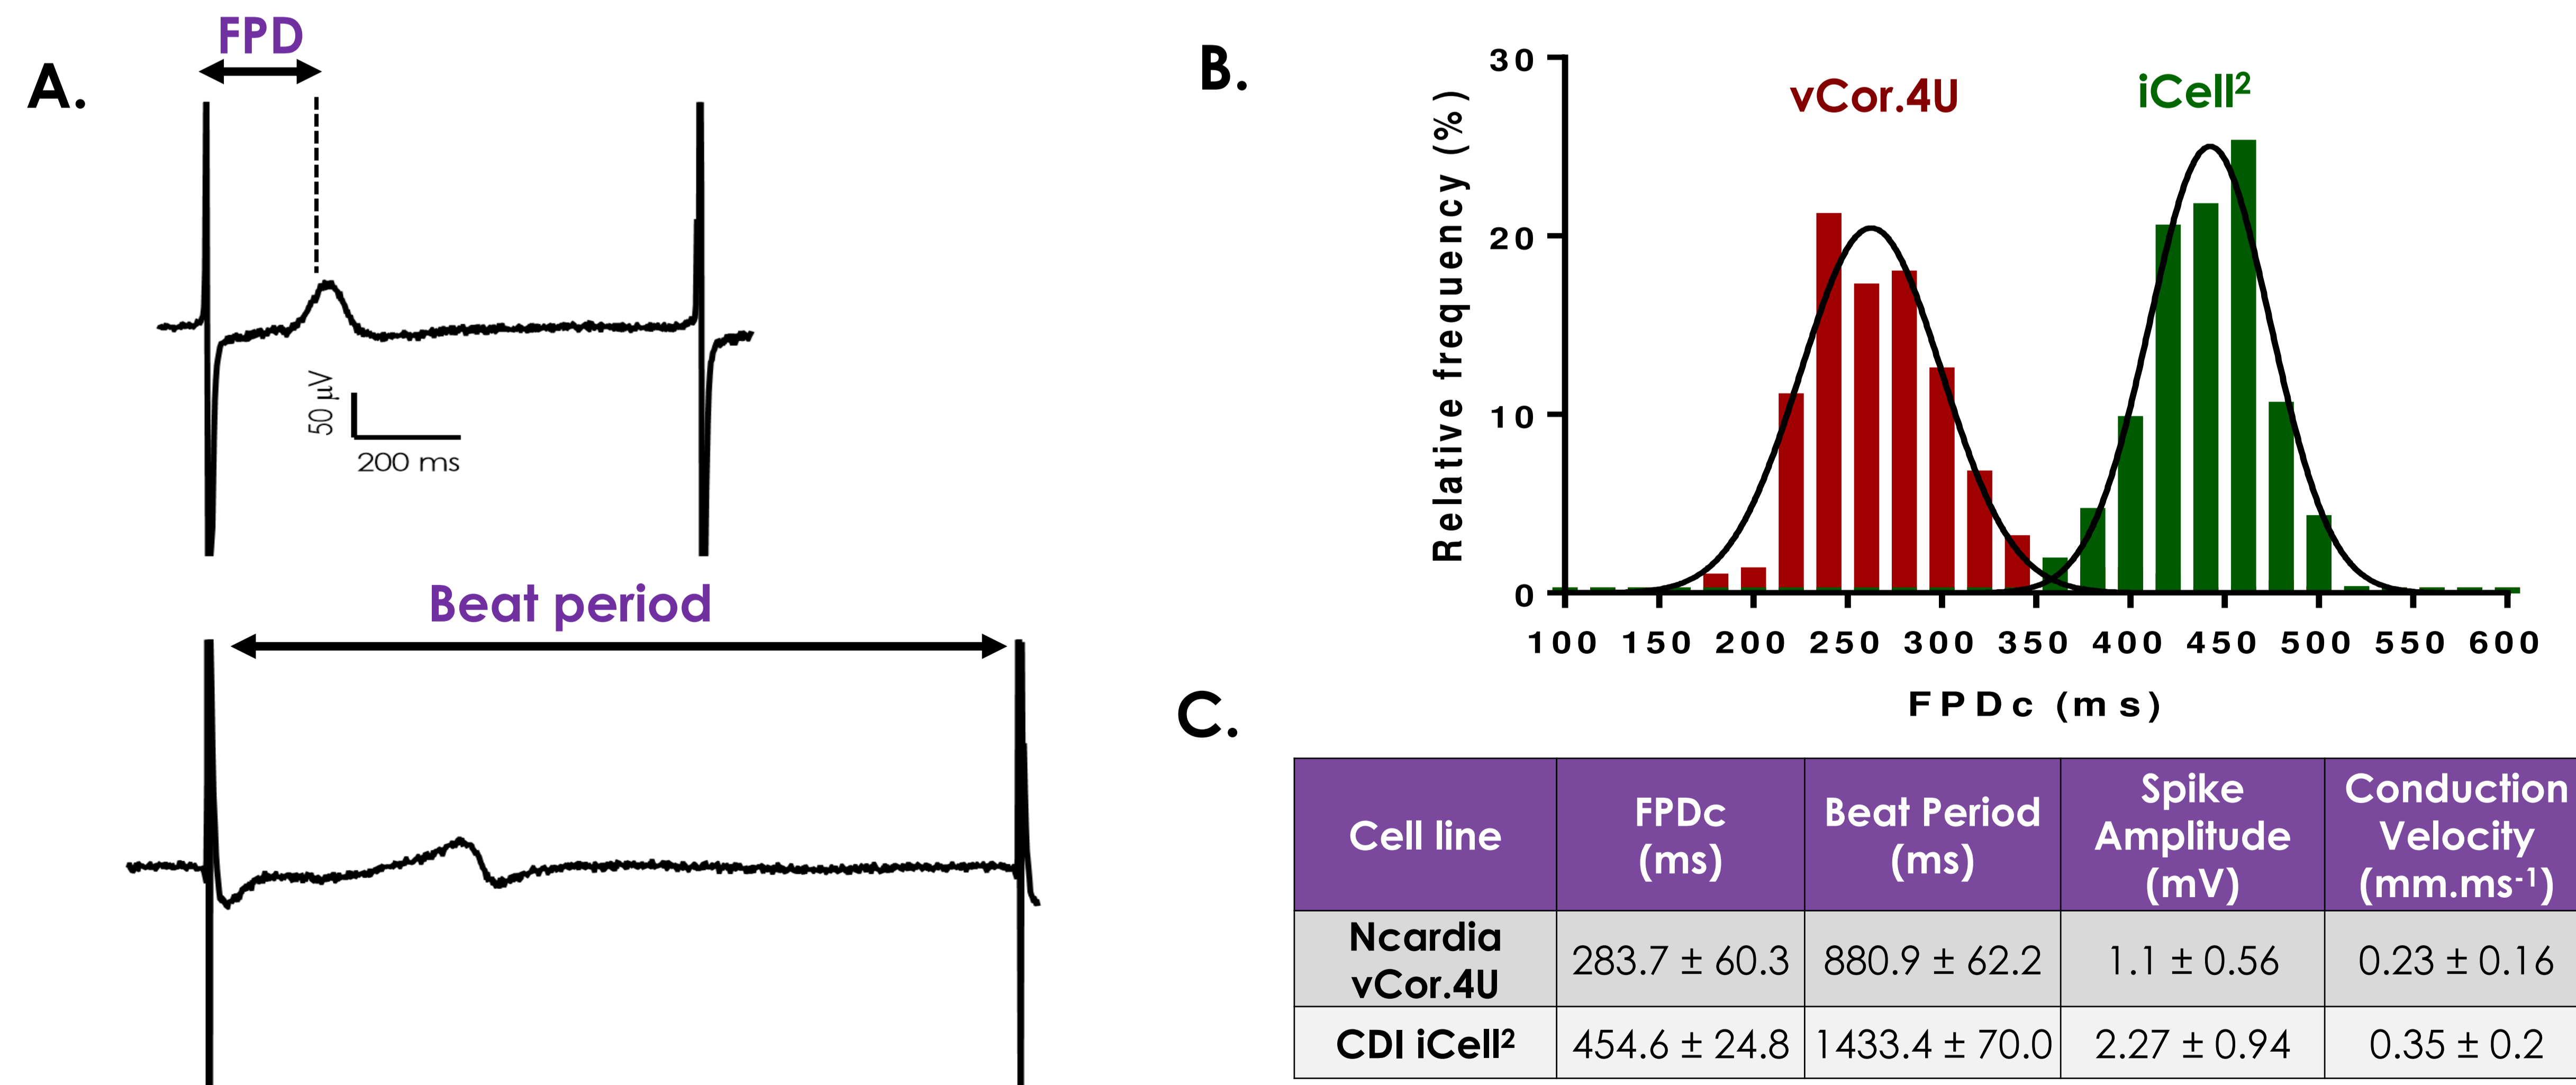 A.
FPD
50 µV
200 ms
Beat period
B.
vCor.4U
iCell²
Relative frequency (%)
30
20
10
0
100 150 200 250 300 350 400 450 500 550 600
FPDc (ms)
C.
Cell line
FPDc
(ms)
Beat Period
(ms)
Spike
Amplitude
(mV)
Conduction
Velocity
(mm.ms⁻¹)
Ncardia
vCor.4U
283.7 ± 60.3
880.9 ± 62.2
1.1 ± 0.56
0.23 ± 0.16
CDI iCell²
454.6 ± 24.8
1433.4 ± 70.0
2.27 ± 0.94
0.35 ± 0.2